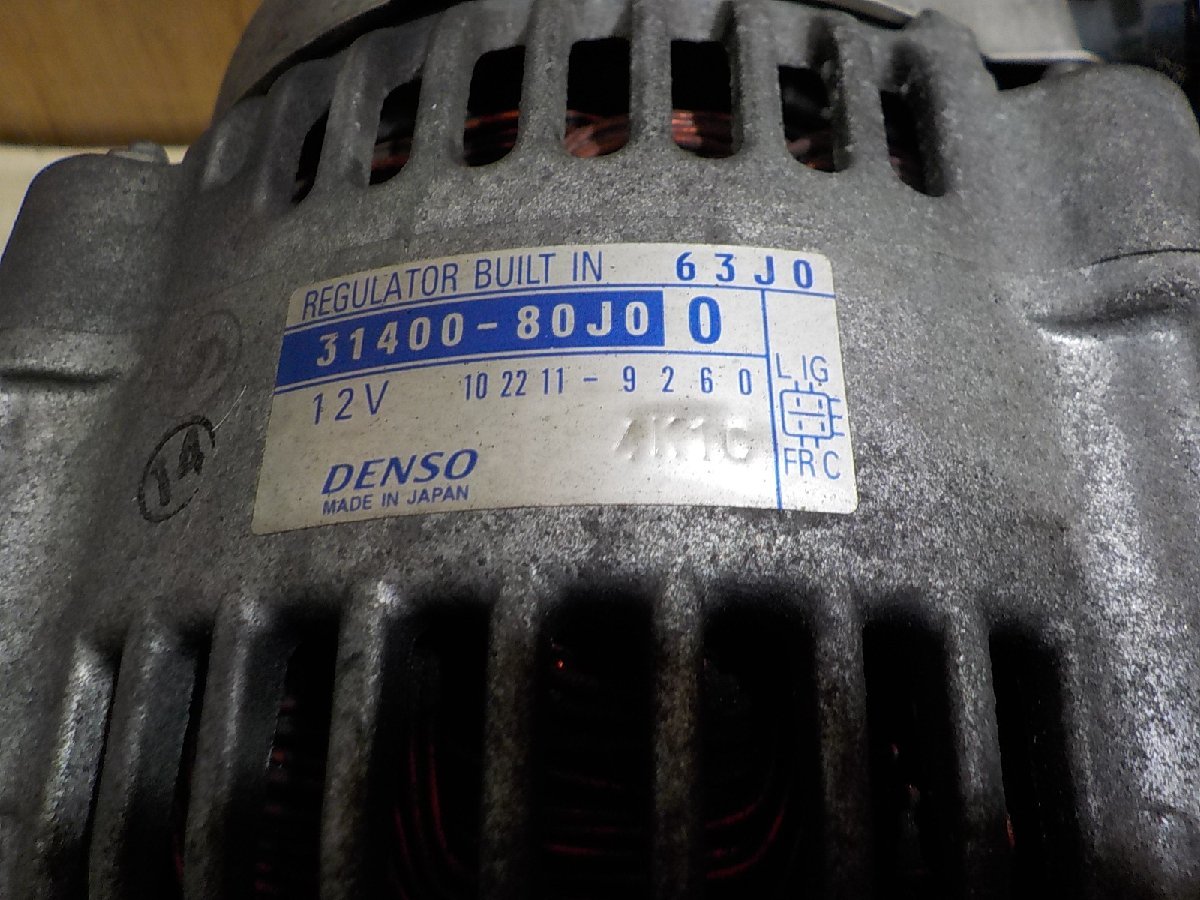 REGULATOR BUILT IN 63J0
31400-80J0 0
12V 102211-9260
L IG
DENSO
MADE IN JAPAN
FR C
14